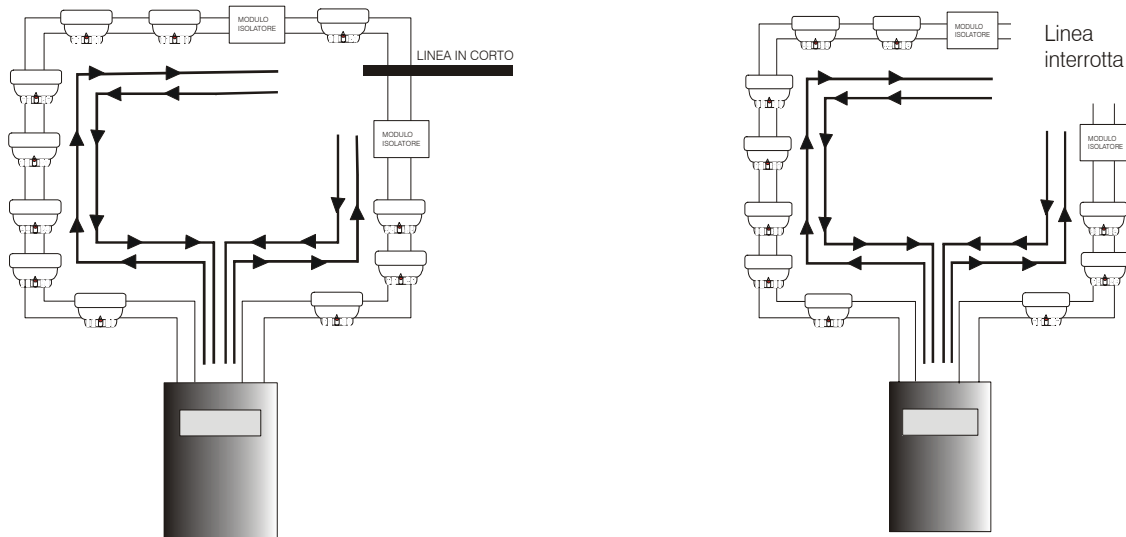 MODULO
ISOLATORE
LINEA IN CORTO
MODULO
ISOLATORE
MODULO
ISOLATORE
Linea
interrotta
MODULO
ISOLATORE